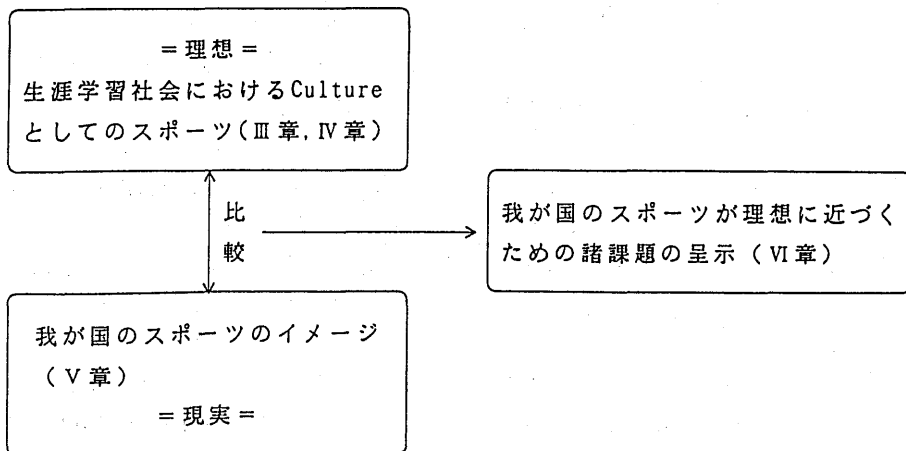 =理想=
生涯学習社会におけるCulture
としてのスポーツ(Ⅲ章,Ⅳ章)
比
較
我が国のスポーツが理想に近づく
ための諸課題の呈示(Ⅵ章)
我が国のスポーツのイメージ
(Ⅴ章)
=現実=